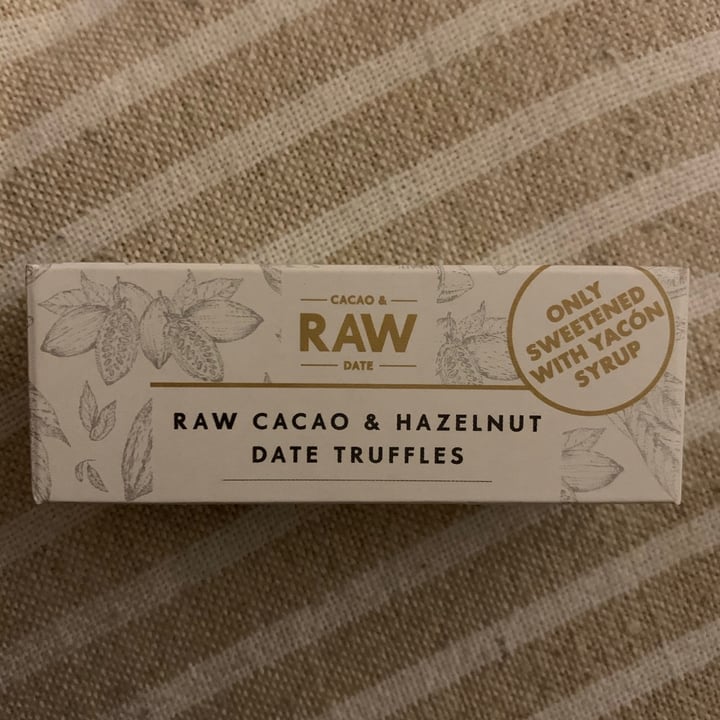 CACAO &
RAW
DATE
ONLY
SWEETENED
WITH YACÓN
SYRUP
RAW CACAO & HAZELNUT
DATE TRUFFLES